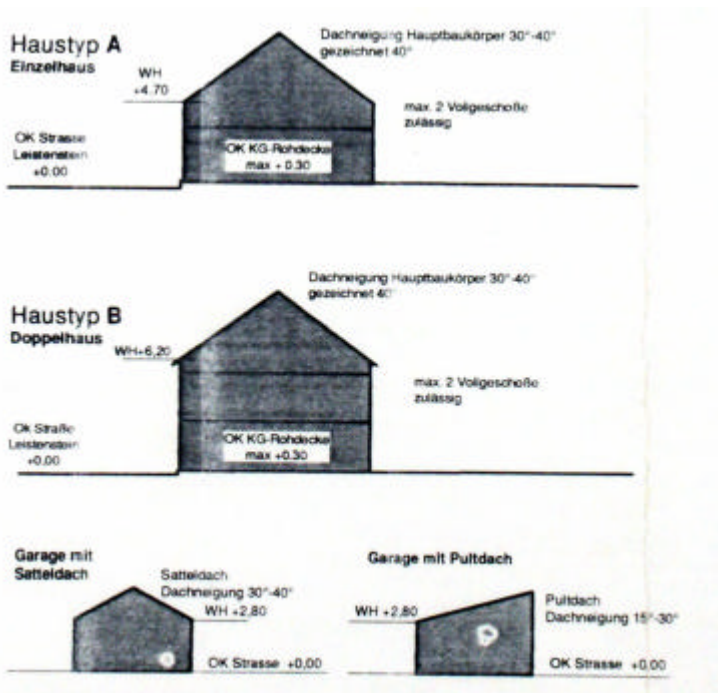 Haustyp A
Einzelhaus
Dachneigung Hauptbaukörper 30°-40°
gezeichnet 40°
WH
+4.70
max. 2 Vollgeschoße
zulässig
OK Strasse
Leistenstein
+0.00
OK KG-Rohdecke
max + 0.30
Dachneigung Hauptbaukörper 30°-40°
gezeichnet 40°
Haustyp B
Doppelhaus
WH+6,20
max. 2 Vollgeschoße
zulässig
Ok Straße
Leistenstein
+0,00
OK KG-Rohdecke
max +0.30
Garage mit
Satteldach
Satteldach
Dachneigung 30°-40°
WH +2,80
OK Strasse +0,00
Garage mit Pultdach
WH +2,80
Pultdach
Dachneigung 15°-30°
OK Strasse +0,00